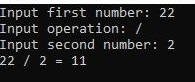 Input first number: 22
Input operation: /
Input second number: 2
22 / 2 = 11